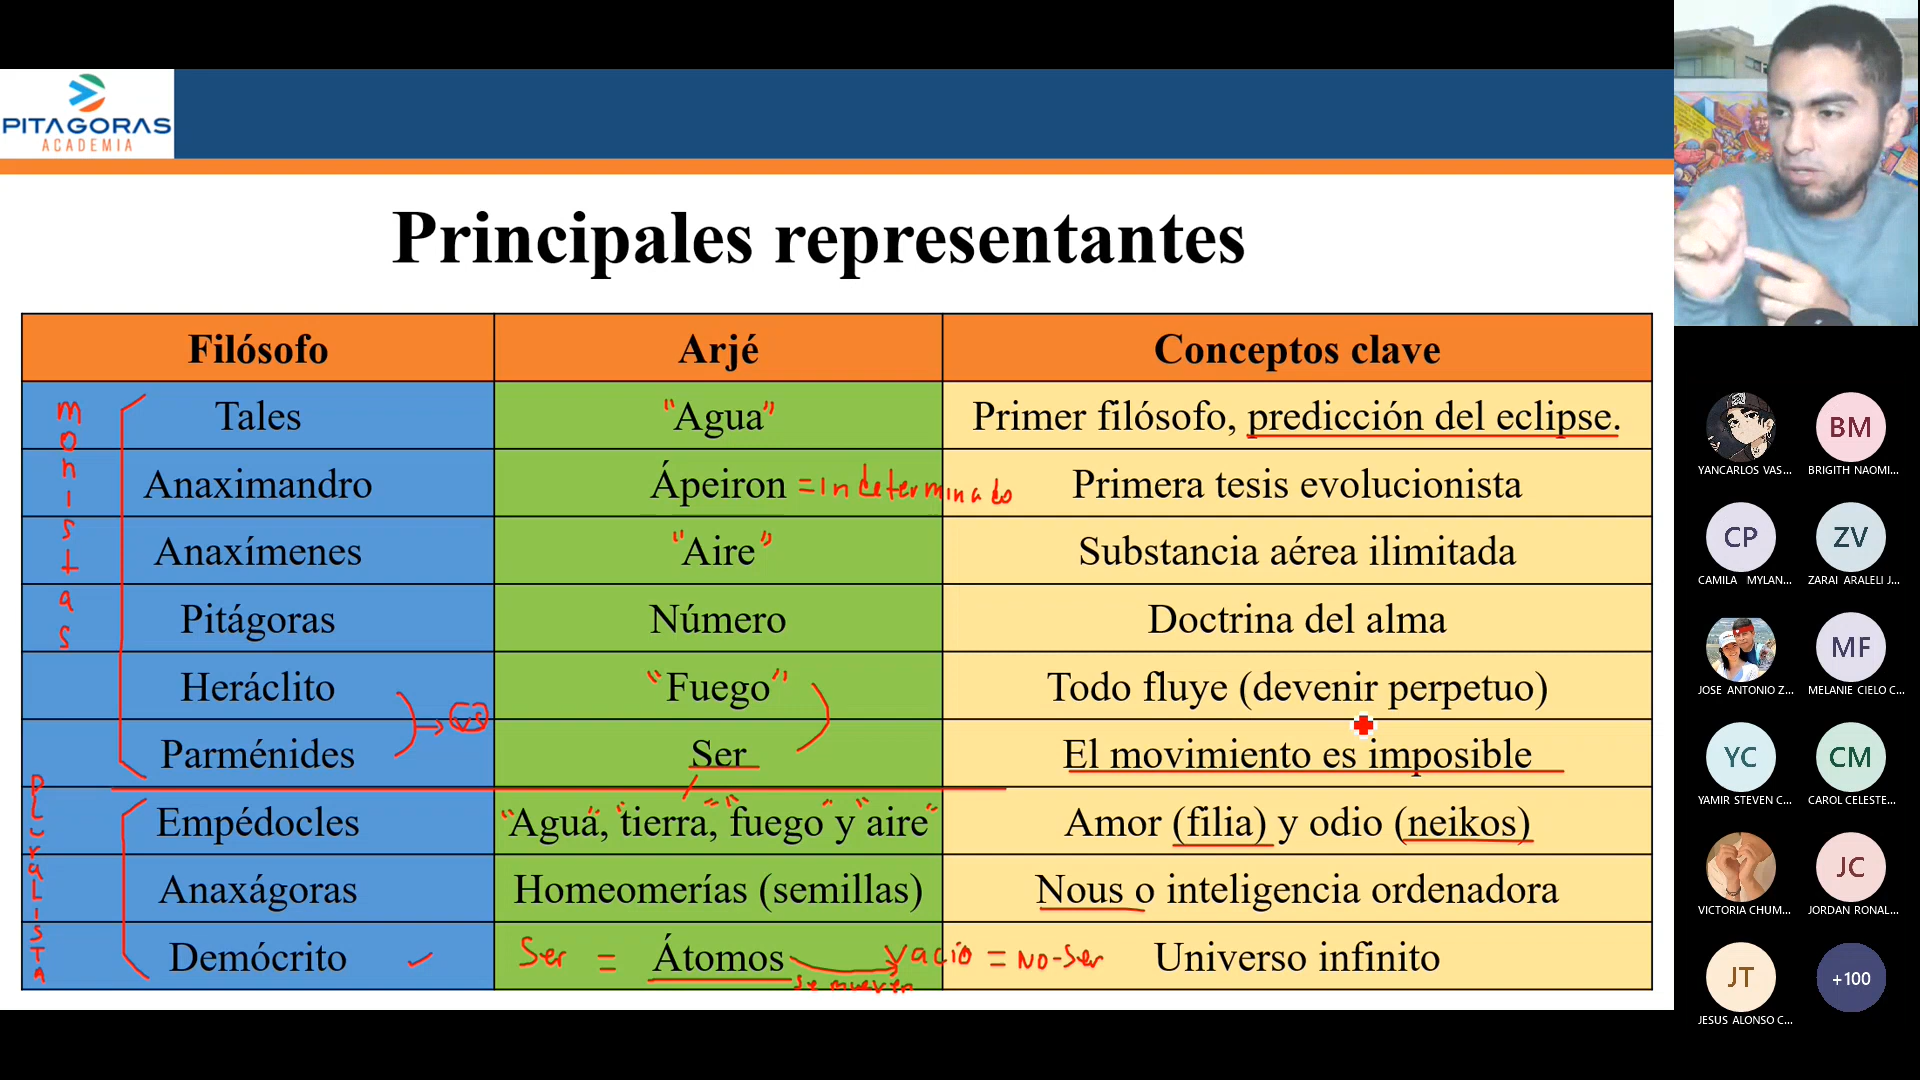 PITAGORAS
ACADEMIA
Principales representantes
Filósofo Arjé Conceptos clave
Tales "Agua" Primer filósofo, predicción del eclipse.
Anaximandro Ápeiron = Indeterminado Primera tesis evolucionista
Anaxímenes "Aire" Substancia aérea ilimitada
Pitágoras Número Doctrina del alma
Heráclito "Fuego" Todo fluye (devenir perpetuo)
vs
Parménides Ser El movimiento es imposible
Empédocles "Agua", "tierra", "fuego" y "aire" Amor (filia) y odio (neikos)
Anaxágoras Homeomerías (semillas) Nous o inteligencia ordenadora
Demócrito Ser = Átomos se mueven vacío = No-Ser Universo infinito
monistas
PLuraLISTA
YANCARLOS VAS...
BM
BRIGITH NAOMI...
CP
CAMILA MYLAN...
ZV
ZARAI ARALELI J...
JOSE ANTONIO Z...
MF
MELANIE CIELO C...
YC
YAMIR STEVEN C...
CM
CAROL CELESTE...
VICTORIA CHUM...
JC
JORDAN RONAL...
JT
JESUS ALONSO C...
+100